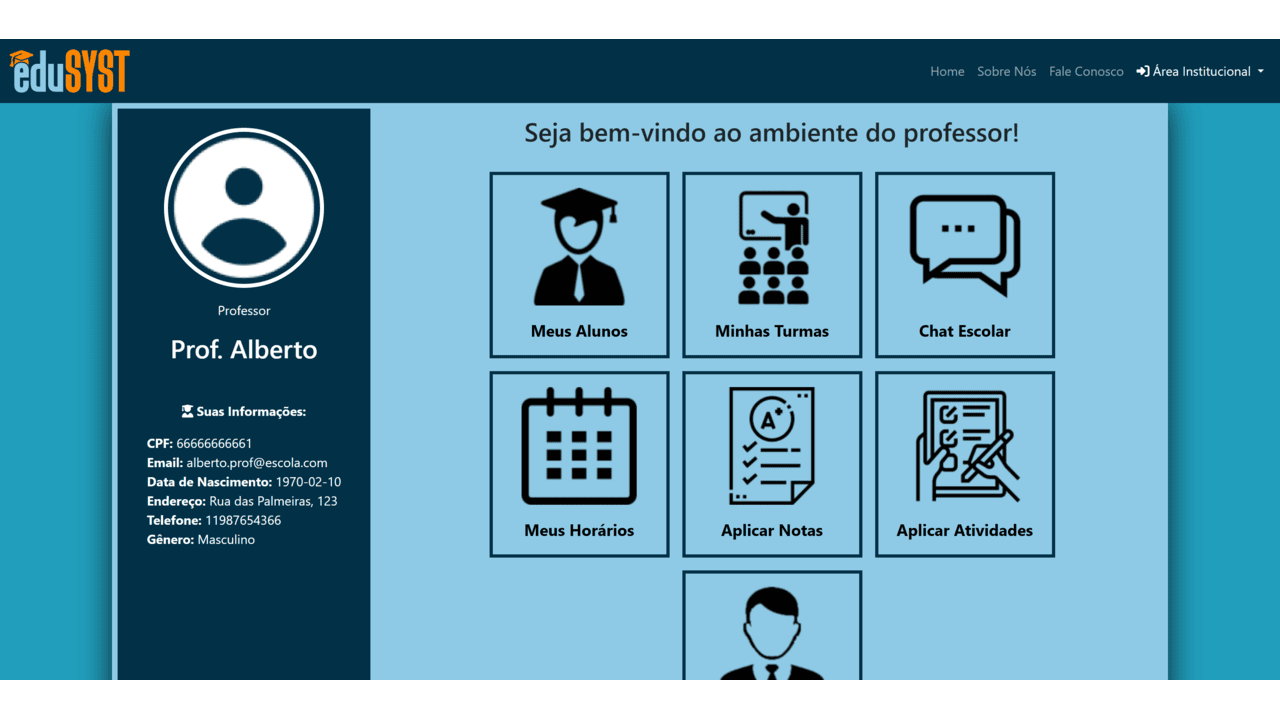 eduSYST
Home Sobre Nós Fale Conosco Área Institucional
Professor
Prof. Alberto
Suas Informações:
CPF: 66666666661
Email: alberto.prof@escola.com
Data de Nascimento: 1970-02-10
Endereço: Rua das Palmeiras, 123
Telefone: 11987654366
Gênero: Masculino
Seja bem-vindo ao ambiente do professor!
Meus Alunos
Minhas Turmas
Chat Escolar
Meus Horários
A+
Aplicar Notas
Aplicar Atividades